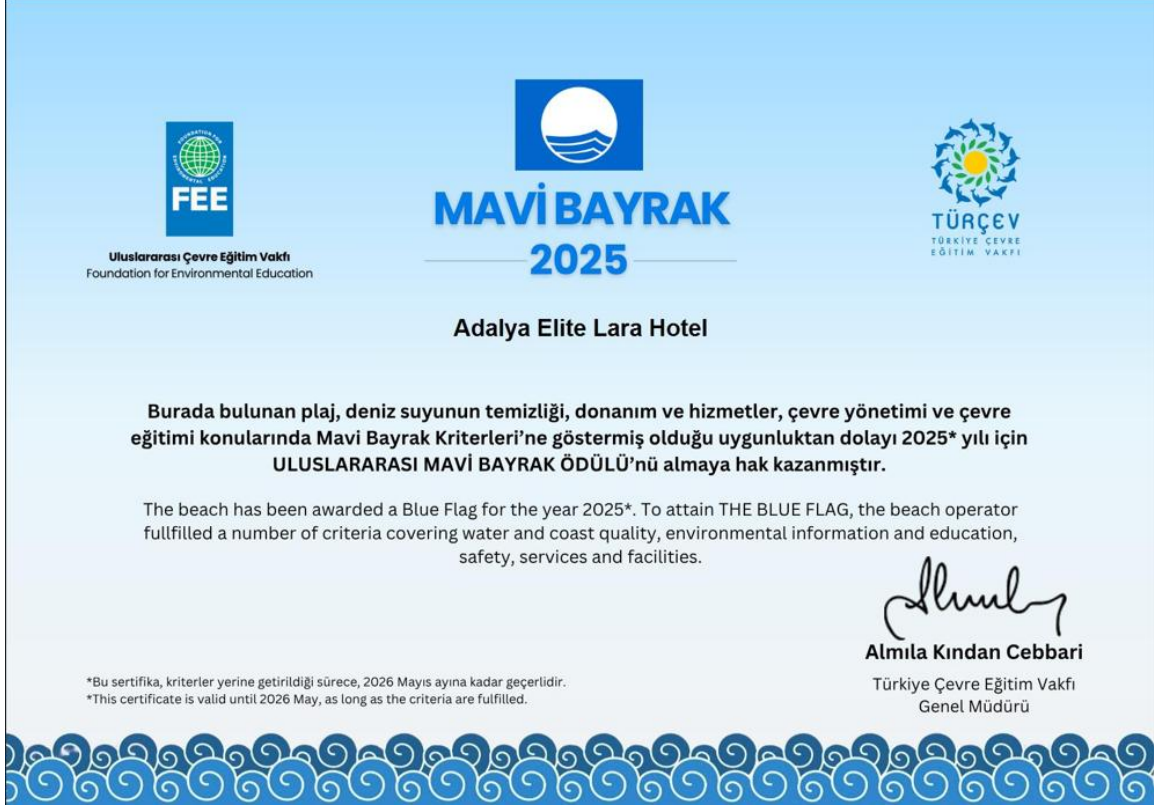 FOUNDATION FOR ENVIRONMENTAL EDUCATION
FEE
Uluslararası Çevre Eğitim Vakfı
Foundation for Environmental Education
MAVİ BAYRAK
2025
TÜRÇEV
TÜRKİYE ÇEVRE
EĞİTİM VAKFI
Adalya Elite Lara Hotel
Burada bulunan plaj, deniz suyunun temizliği, donanım ve hizmetler, çevre yönetimi ve çevre
eğitimi konularında Mavi Bayrak Kriterleri’ne göstermiş olduğu uygunluktan dolayı 2025* yılı için
ULUSLARARASI MAVİ BAYRAK ÖDÜLÜ’nü almaya hak kazanmıştır.
The beach has been awarded a Blue Flag for the year 2025*. To attain THE BLUE FLAG, the beach operator
fullfilled a number of criteria covering water and coast quality, environmental information and education,
safety, services and facilities.
Almıla Kından Cebbari
Türkiye Çevre Eğitim Vakfı
Genel Müdürü
*Bu sertifika, kriterler yerine getirildiği sürece, 2026 Mayıs ayına kadar geçerlidir.
*This certificate is valid until 2026 May, as long as the criteria are fulfilled.